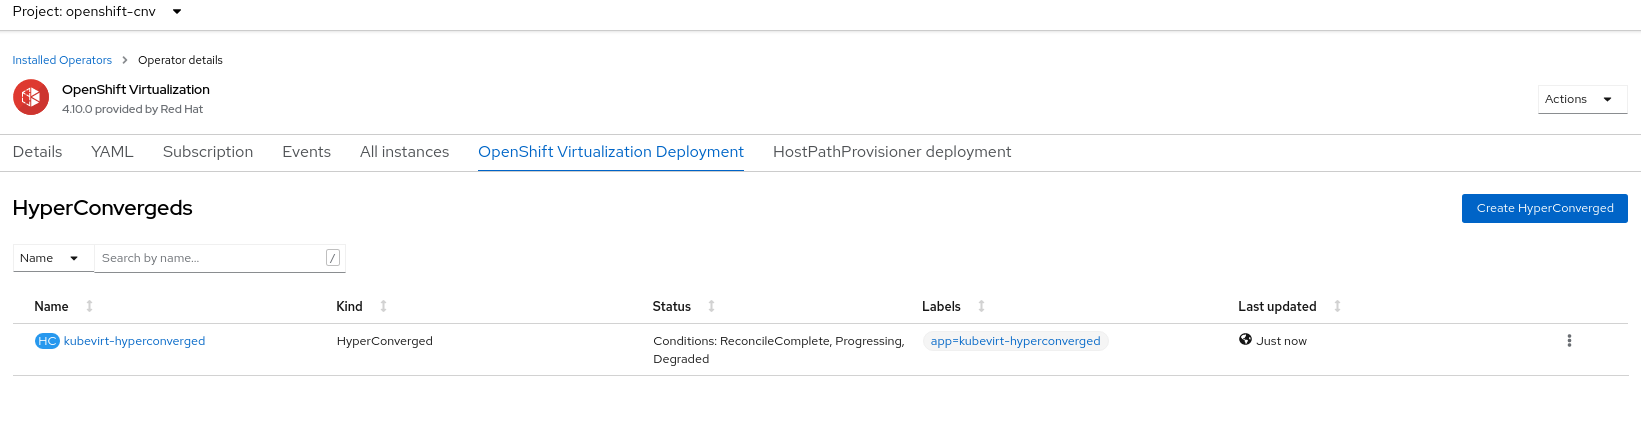 Project: openshift-cnv
Installed Operators > Operator details
OpenShift Virtualization
4.10.0 provided by Red Hat
Actions
Details YAML Subscription Events All instances OpenShift Virtualization Deployment HostPathProvisioner deployment
HyperConvergeds
Create HyperConverged
Name Search by name... /
Name Kind Status Labels Last updated
HC kubevirt-hyperconverged HyperConverged Conditions: ReconcileComplete, Progressing, app=kubevirt-hyperconverged Just now
Degraded